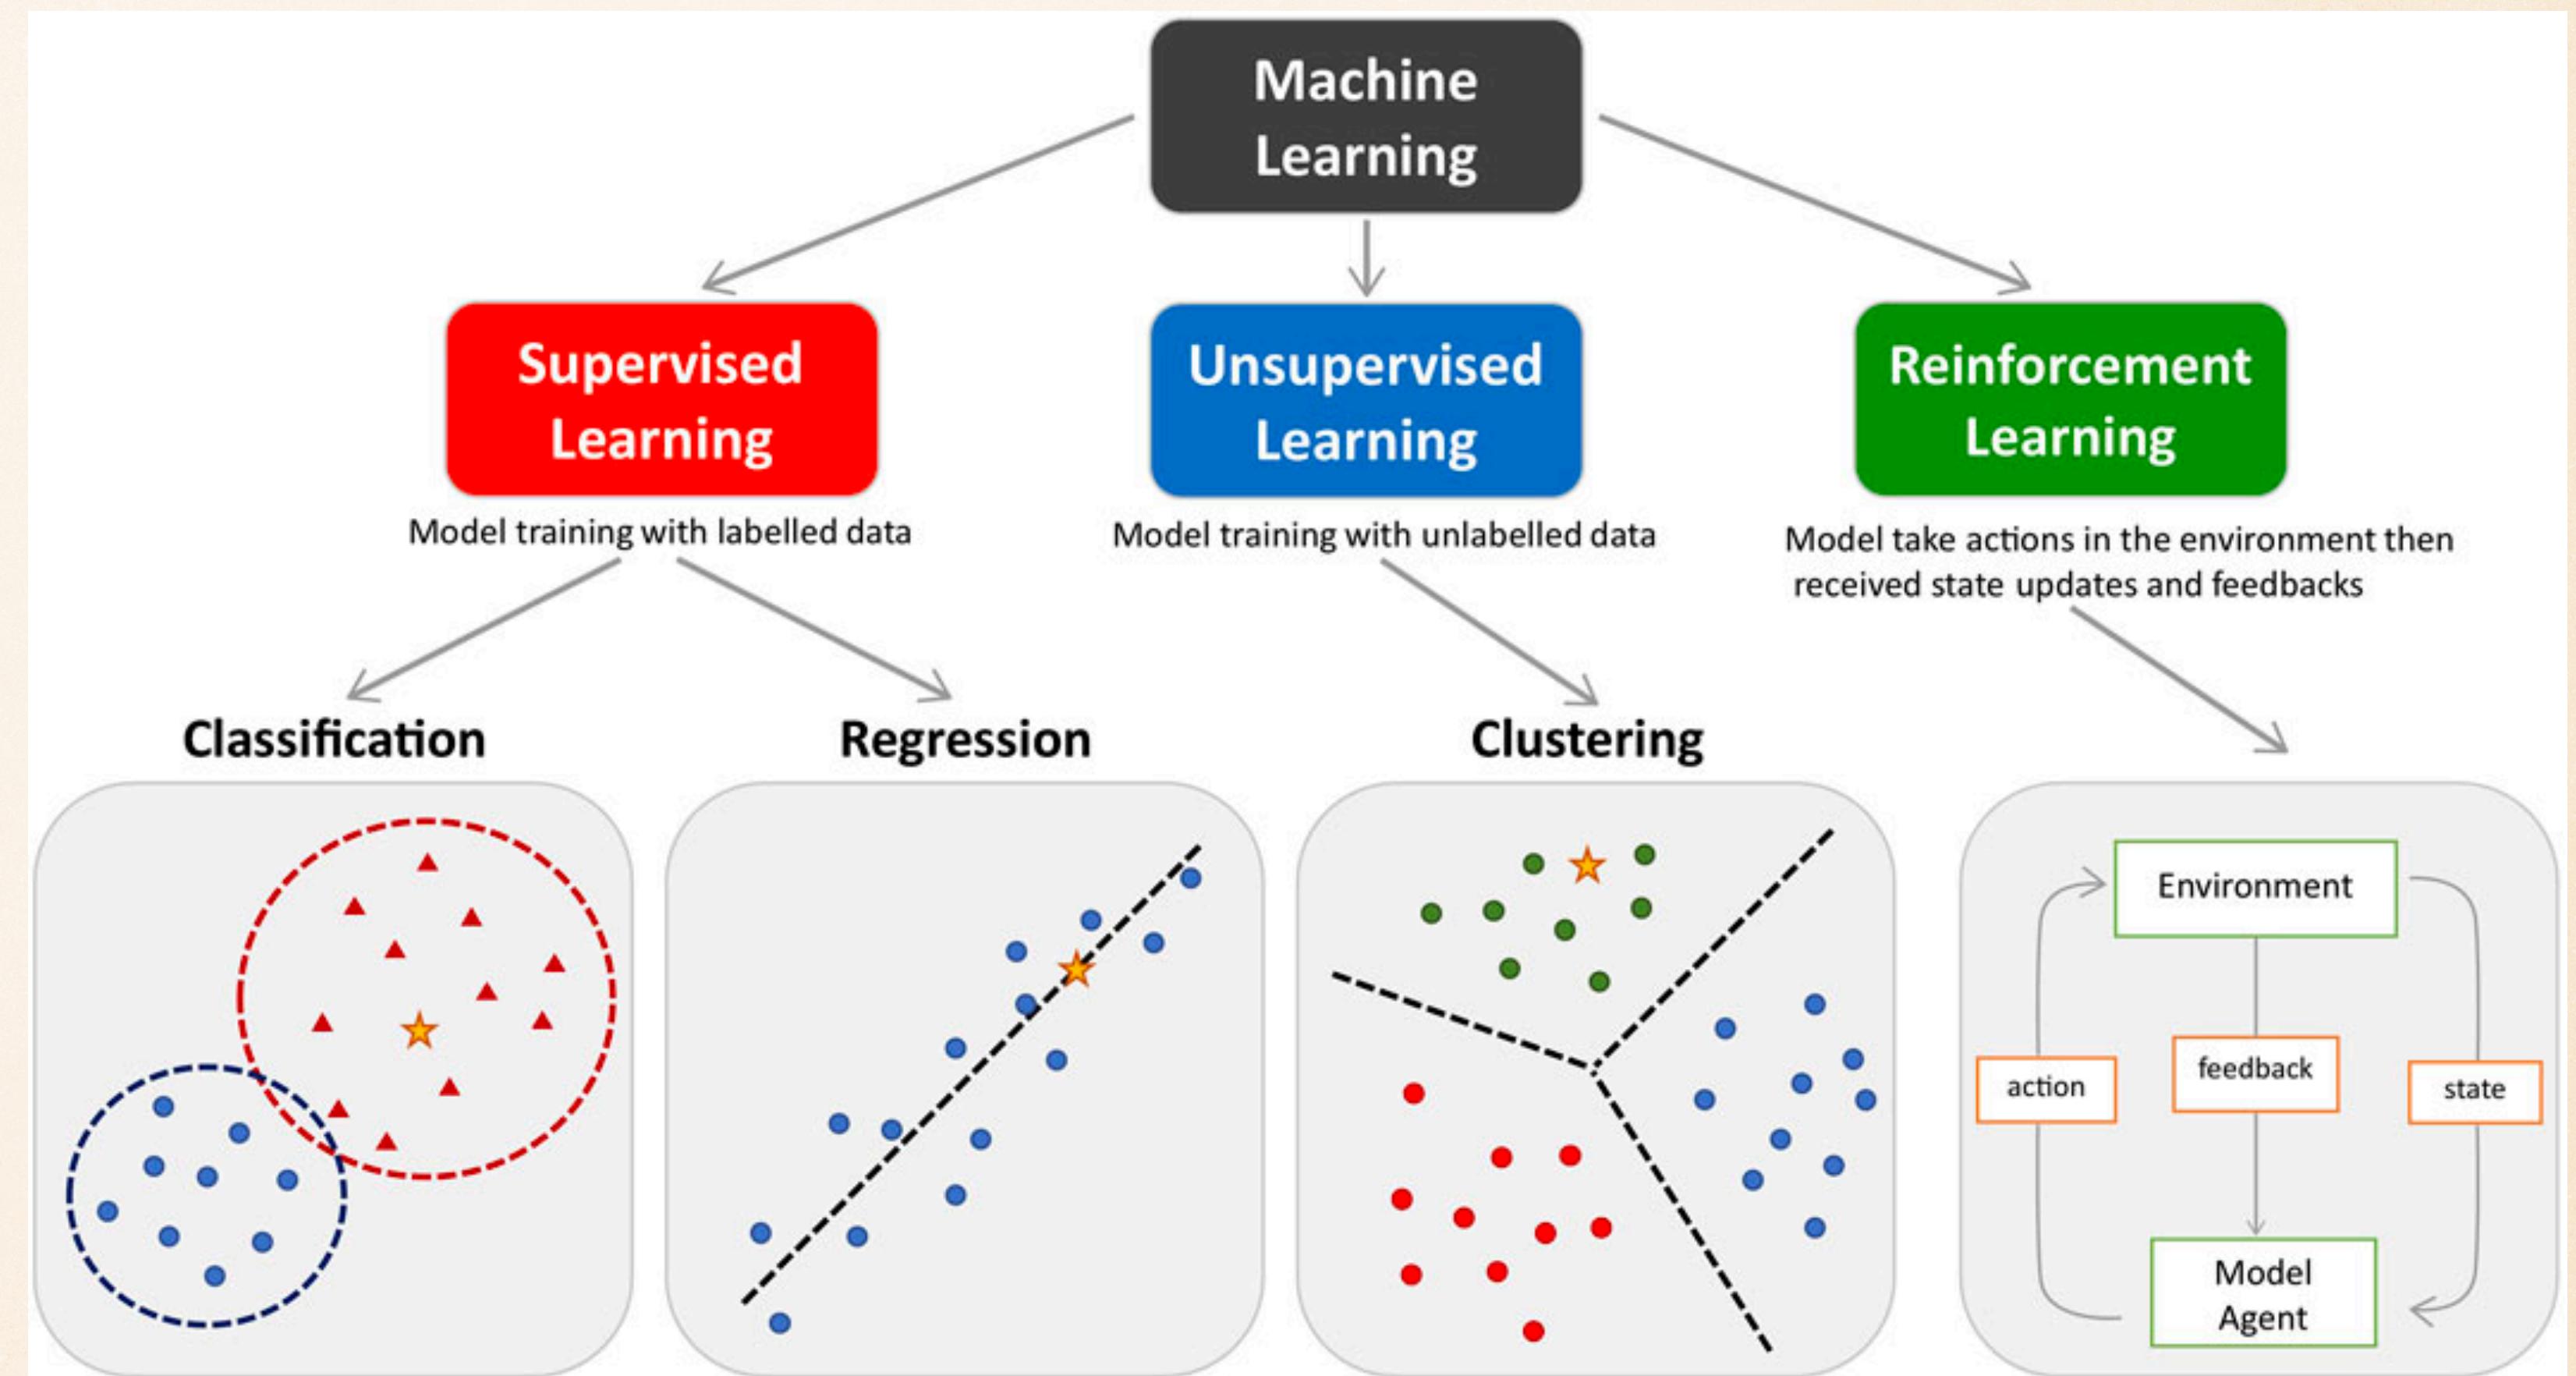 Machine
Learning
Supervised
Learning
Unsupervised
Learning
Reinforcement
Learning
Model training with labelled data
Model training with unlabelled data
Model take actions in the environment then
received state updates and feedbacks
Classification
Regression
Clustering
Environment
action
feedback
state
Model
Agent